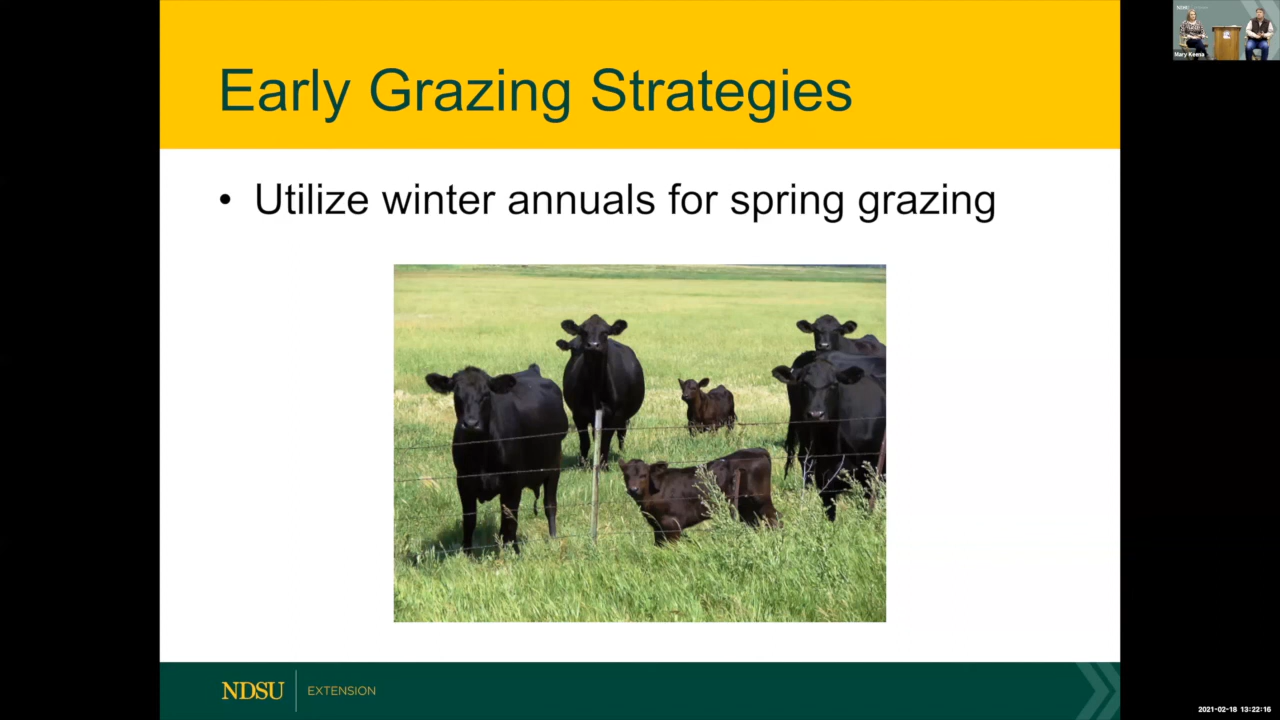 Early Grazing Strategies
• Utilize winter annuals for spring grazing
NDSU EXTENSION
Mary Keena
2021-02-18 13:22:16